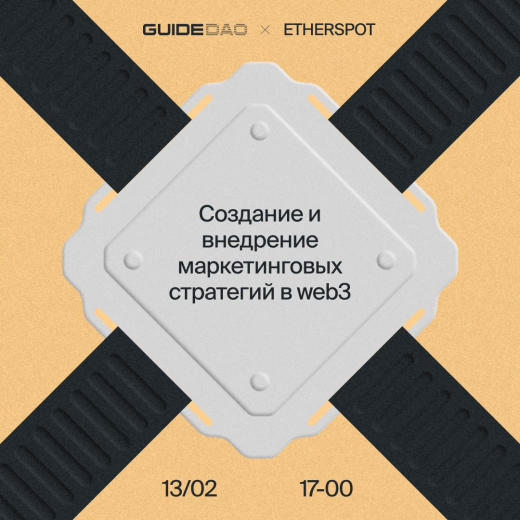 GUIDEDAO × ETHERSPOT
Создание и
внедрение
маркетинговых
стратегий в web3
13/02 17-00